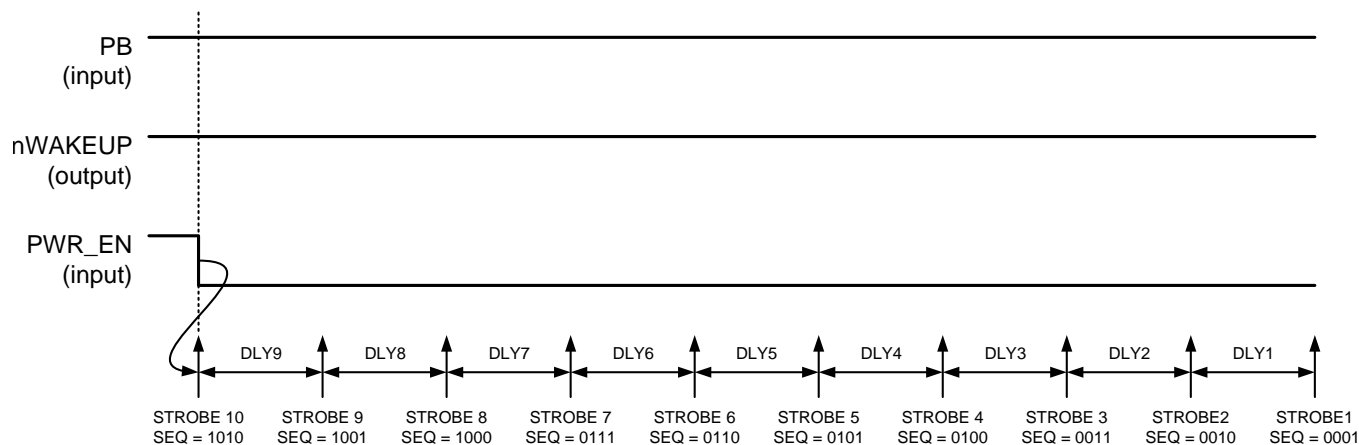 PB
(input)
nWAKEUP
(output)
PWR_EN
(input)
DLY9 DLY8 DLY7 DLY6 DLY5 DLY4 DLY3 DLY2 DLY1
STROBE 10 STROBE 9 STROBE 8 STROBE 7 STROBE 6 STROBE 5 STROBE 4 STROBE 3 STROBE2 STROBE1
SEQ = 1010 SEQ = 1001 SEQ = 1000 SEQ = 0111 SEQ = 0110 SEQ = 0101 SEQ = 0100 SEQ = 0011 SEQ = 0010 SEQ = 0001